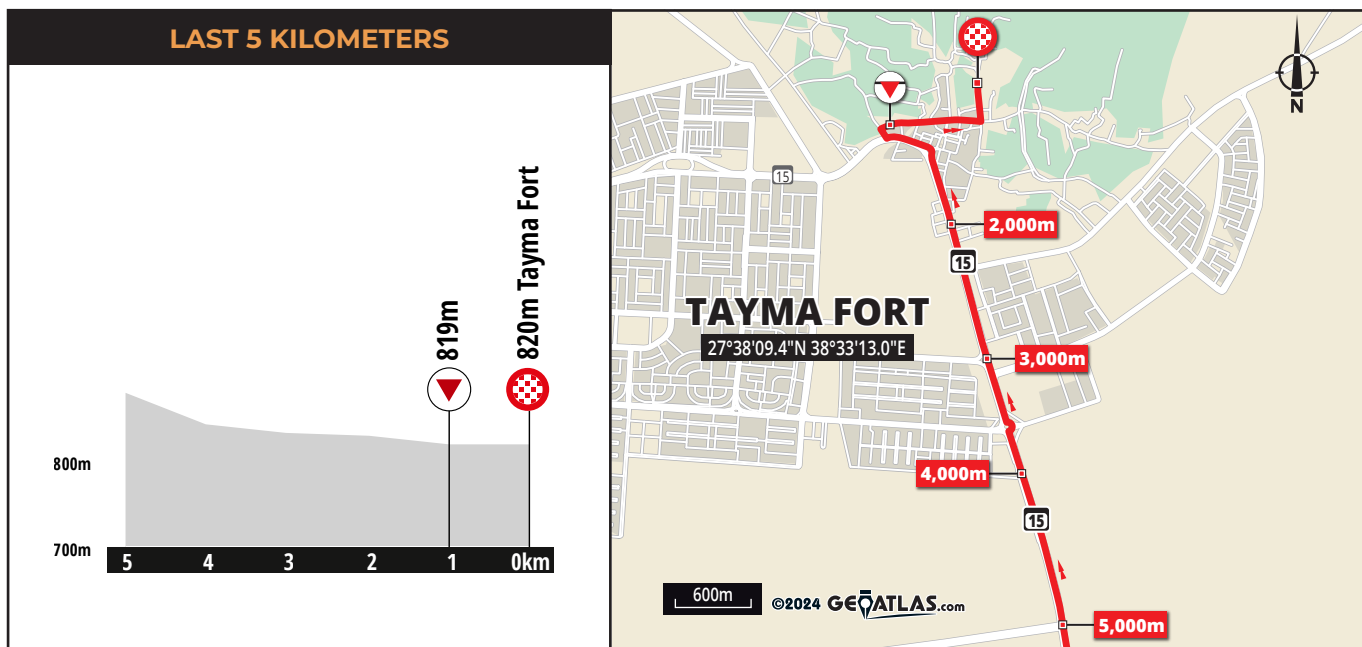 LAST 5 KILOMETERS
819m
820m Tayma Fort
800m
700m
5 4 3 2 1 0km
N
15
2,000m
15
TAYMA FORT
27°38'09.4"N 38°33'13.0"E
3,000m
4,000m
15
600m
©2024 GEOATLAS.com
5,000m